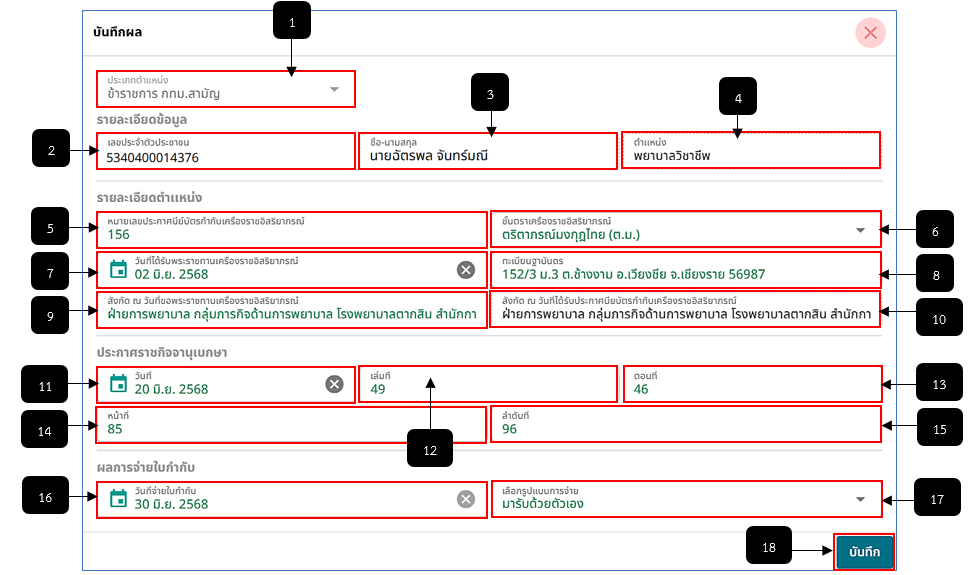 1
บันทึกผล
ประเภทตำแหน่ง
ข้าราชการ กทม.สามัญ
3
4
รายละเอียดข้อมูล
2
เลขประจำตัวประชาชน
5340400014376
ชื่อ-นามสกุล
นายฉัตรพล จันทร์มณี
ตำแหน่ง
พยาบาลวิชาชีพ
รายละเอียดตำแหน่ง
5
หมายเลขประกาศนียบัตรกำกับเครื่องราชอิสริยาภรณ์
156
ชั้นตราเครื่องราชอิสริยาภรณ์
ตริตาภรณ์มงกุฎไทย (ต.ม.)
6
7
วันที่ได้รับพระราชทานเครื่องราชอิสริยาภรณ์
02 มิ.ย. 2568
ทะเบียนฐานันดร
152/3 ม.3 ต.ช้างงาม อ.เวียงชัย จ.เชียงราย 56987
8
9
สังกัด ณ วันที่ขอพระราชทานเครื่องราชอิสริยาภรณ์
ฝ่ายการพยาบาล กลุ่มภารกิจด้านการพยาบาล โรงพยาบาลตากสิน สำนักกา
สังกัด ณ วันที่ได้รับประกาศนียบัตรกำกับเครื่องราชอิสริยาภรณ์
ฝ่ายการพยาบาล กลุ่มภารกิจด้านการพยาบาล โรงพยาบาลตากสิน สำนักกา
10
ประกาศราชกิจจานุเบกษา
11
วันที่
20 มิ.ย. 2568
เล่มที่
49
ตอนที่
46
13
14
หน้าที่
85
12
ลำดับที่
96
15
ผลการจ่ายใบกำกับ
16
วันที่จ่ายใบกำกับ
30 มิ.ย. 2568
เลือกรูปแบบการจ่าย
มารับด้วยตัวเอง
17
18
บันทึก